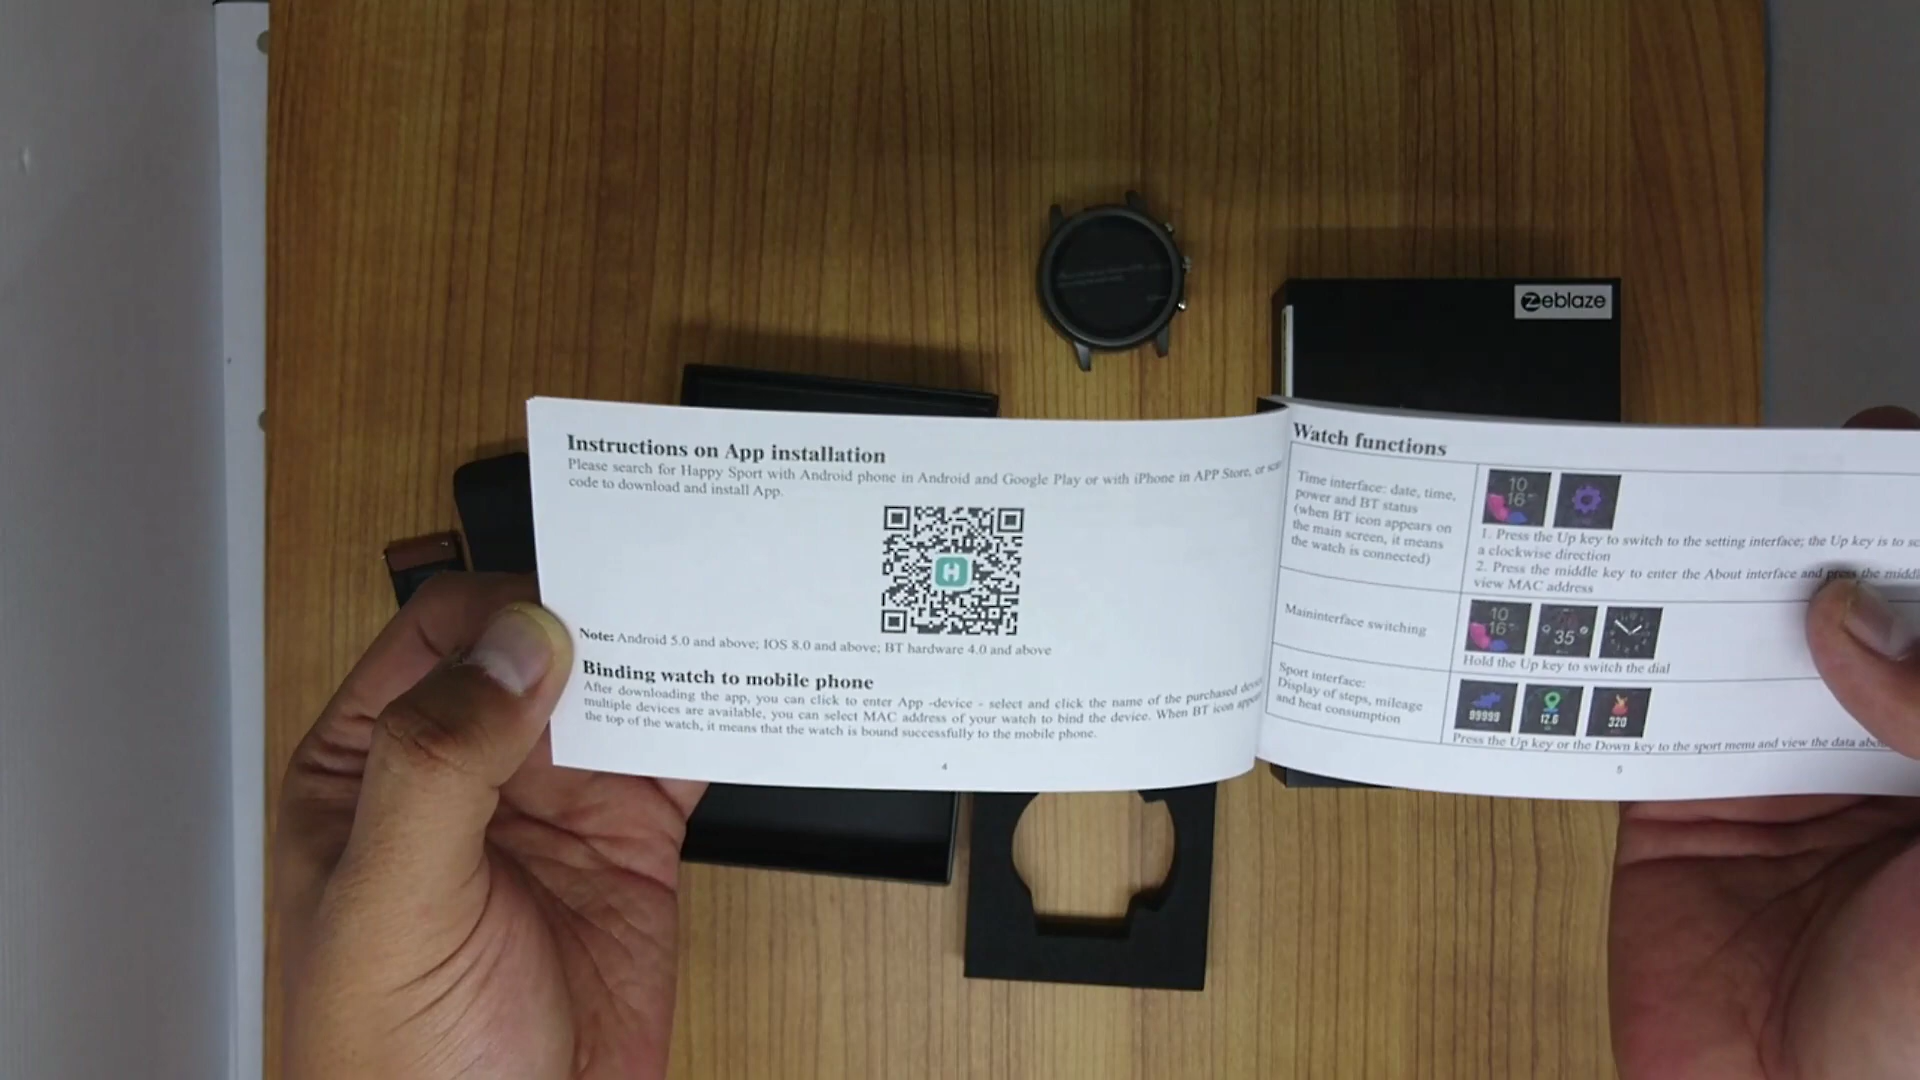 zeblaze
Instructions on App installation
Please search for Happy Sport with Android phone in Android and Google Play or with iPhone in APP Store, or scan
code to download and install App.
Note: Android 5.0 and above; IOS 8.0 and above; BT hardware 4.0 and above
Binding watch to mobile phone
After downloading the app, you can click to enter App -device - select and click the name of the purchased
multiple devices are available, you can select MAC address of your watch to bind the device. When BT icon
the top of the watch, it means that the watch is bound successfully to the mobile phone.
4
Watch functions
Time interface: date, time,
power and BT status
(when BT icon appears on
the main screen, it means
the watch is connected)
10
16
1. Press the Up key to switch to the setting interface; the Up key is to
a clockwise direction
2. Press the middle key to enter the About interface and press the
view MAC address
Maininterface switching
10
16
35
Hold the Up key to switch the dial
Sport interface:
Display of steps, mileage
and heat consumption
99999
12.6
320
Press the Up key or the Down key to the sport menu and view the data
5